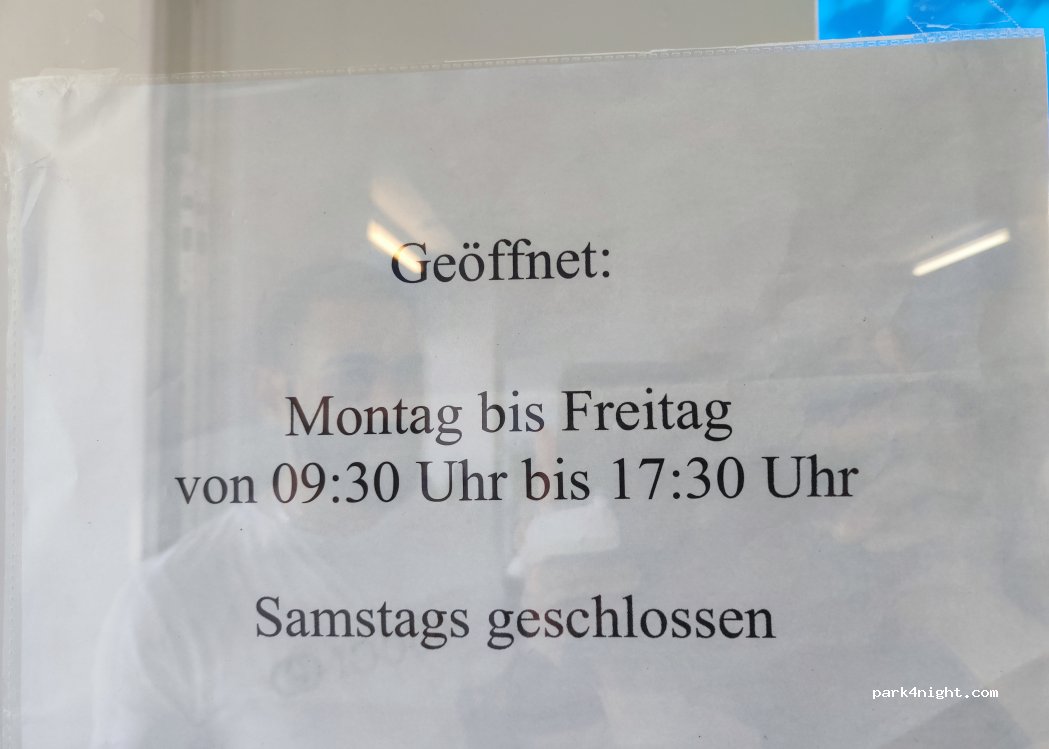 Geöffnet:
Montag bis Freitag
von 09:30 Uhr bis 17:30 Uhr
Samstags geschlossen
park4night.com